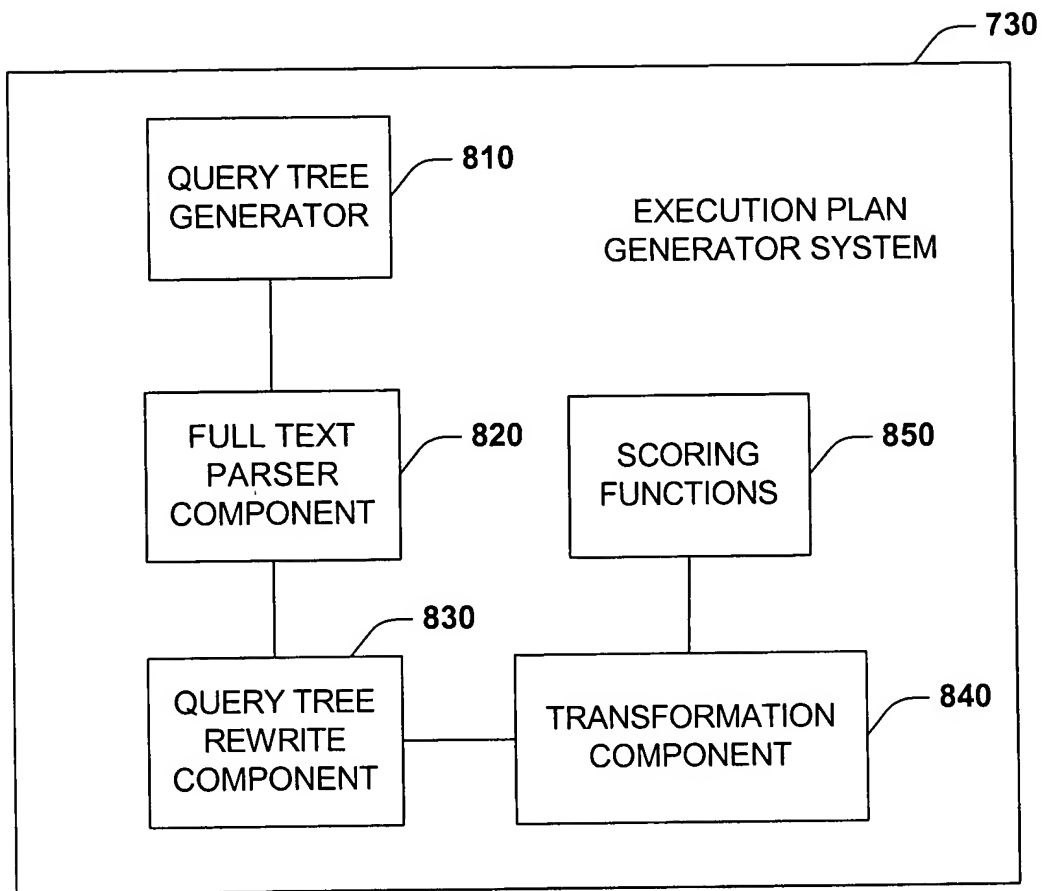 730
QUERY TREE
GENERATOR
810
EXECUTION PLAN
GENERATOR SYSTEM
FULL TEXT
PARSER
COMPONENT
820
SCORING
FUNCTIONS
850
830
QUERY TREE
REWRITE
COMPONENT
TRANSFORMATION
COMPONENT
840